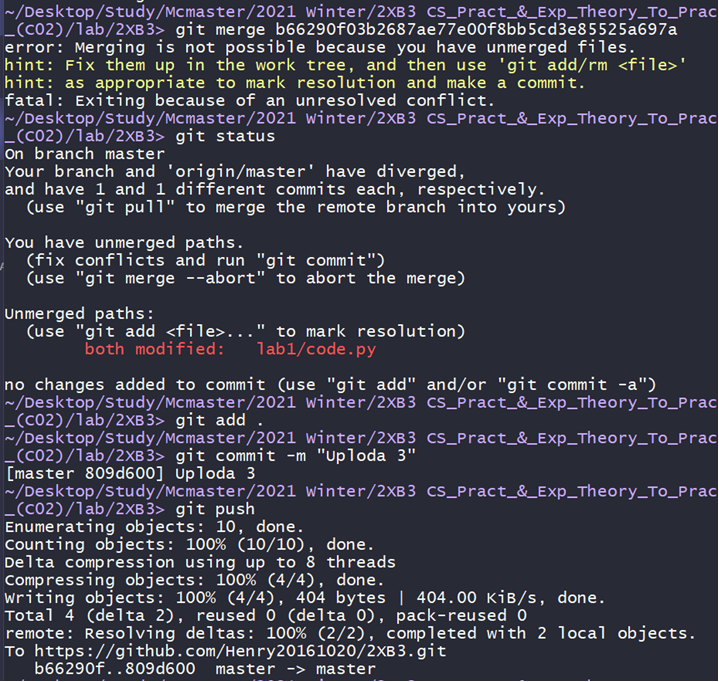 ~/Desktop/Study/Mcmaster/2021 Winter/2XB3 CS_Pract_&_Exp_Theory_To_Prac
_(CO2)/lab/2XB3> git merge b66290f03b2687ae77e00f8bb5cd3e85525a697a
error: Merging is not possible because you have unmerged files.
hint: Fix them up in the work tree, and then use 'git add/rm <file>'
hint: as appropriate to mark resolution and make a commit.
fatal: Exiting because of an unresolved conflict.
~/Desktop/Study/Mcmaster/2021 Winter/2XB3 CS_Pract_&_Exp_Theory_To_Prac
_(CO2)/lab/2XB3> git status
On branch master
Your branch and 'origin/master' have diverged,
and have 1 and 1 different commits each, respectively.
  (use "git pull" to merge the remote branch into yours)

You have unmerged paths.
  (fix conflicts and run "git commit")
  (use "git merge --abort" to abort the merge)

Unmerged paths:
  (use "git add <file>..." to mark resolution)
        both modified:   lab1/code.py

no changes added to commit (use "git add" and/or "git commit -a")
~/Desktop/Study/Mcmaster/2021 Winter/2XB3 CS_Pract_&_Exp_Theory_To_Prac
_(CO2)/lab/2XB3> git add .
~/Desktop/Study/Mcmaster/2021 Winter/2XB3 CS_Pract_&_Exp_Theory_To_Prac
_(CO2)/lab/2XB3> git commit -m "Uploda 3"
[master 809d600] Uploda 3
~/Desktop/Study/Mcmaster/2021 Winter/2XB3 CS_Pract_&_Exp_Theory_To_Prac
_(CO2)/lab/2XB3> git push
Enumerating objects: 10, done.
Counting objects: 100% (10/10), done.
Delta compression using up to 8 threads
Compressing objects: 100% (4/4), done.
Writing objects: 100% (4/4), 404 bytes | 404.00 KiB/s, done.
Total 4 (delta 2), reused 0 (delta 0), pack-reused 0
remote: Resolving deltas: 100% (2/2), completed with 2 local objects.
To https://github.com/Henry20161020/2XB3.git
   b66290f..809d600  master -> master